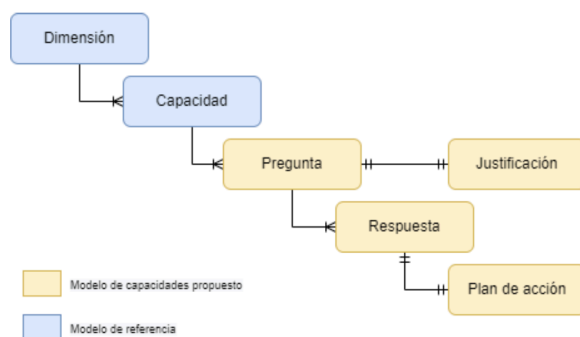 Dimensión
Capacidad
Pregunta
Justificación
Respuesta
Plan de acción
Modelo de capacidades propuesto
Modelo de referencia